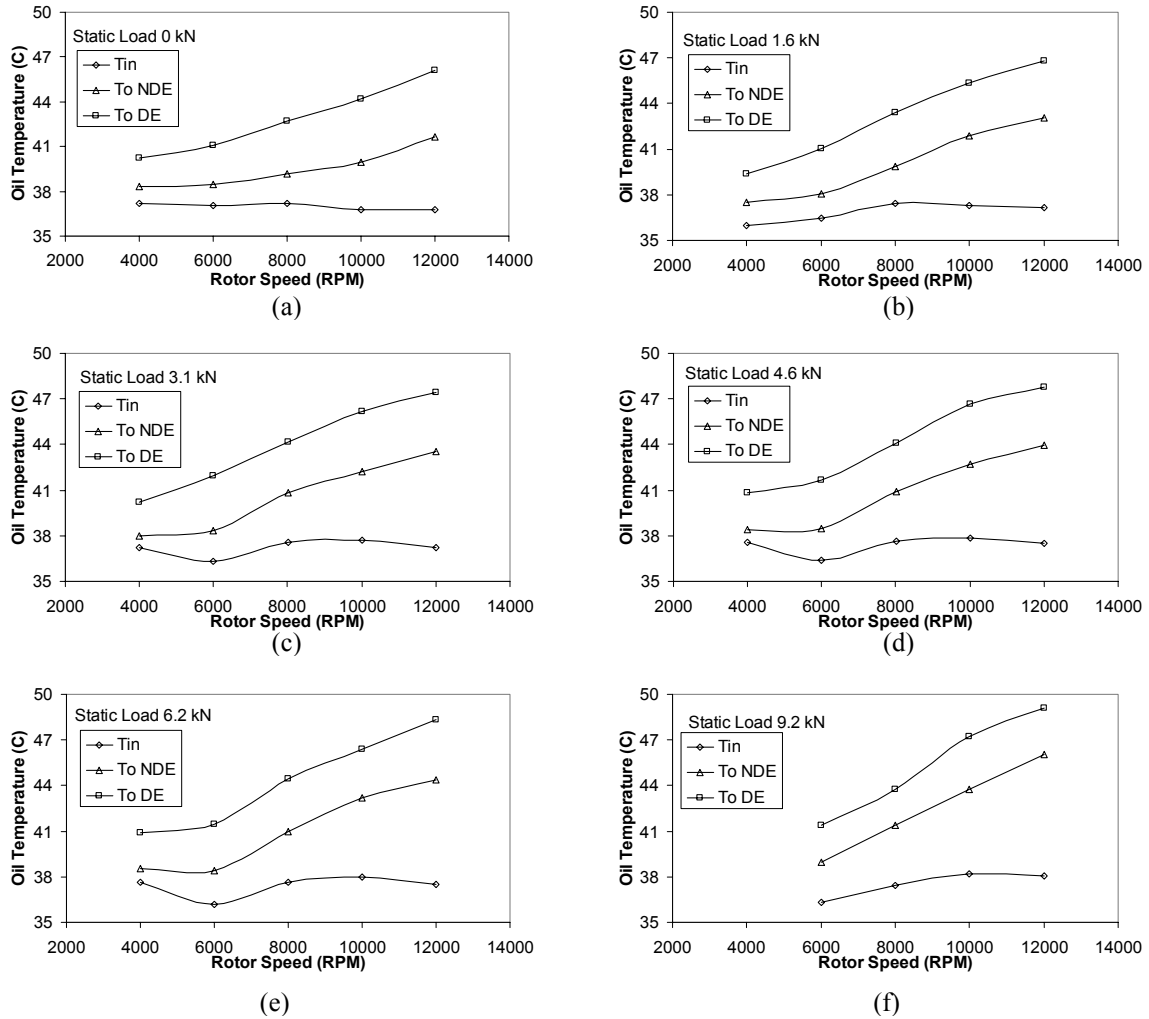 50
47
44
41
38
35
Oil Temperature (C)
Static Load 0 kN
Tin
To NDE
To DE
2000 4000 6000 8000 10000 12000 14000
Rotor Speed (RPM)
(a)
50
47
44
41
38
35
Oil Temperature (C)
Static Load 1.6 kN
Tin
To NDE
To DE
2000 4000 6000 8000 10000 12000 14000
Rotor Speed (RPM)
(b)
50
47
44
41
38
35
Oil Temperature (C)
Static Load 3.1 kN
Tin
To NDE
To DE
2000 4000 6000 8000 10000 12000 14000
Rotor Speed (RPM)
(c)
50
47
44
41
38
35
Oil Temperature (C)
Static Load 4.6 kN
Tin
To NDE
To DE
2000 4000 6000 8000 10000 12000 14000
Rotor Speed (RPM)
(d)
50
47
44
41
38
35
Oil Temperature (C)
Static Load 6.2 kN
Tin
To NDE
To DE
2000 4000 6000 8000 10000 12000 14000
Rotor Speed (RPM)
(e)
50
47
44
41
38
35
Oil Temperature (C)
Static Load 9.2 kN
Tin
To NDE
To DE
2000 4000 6000 8000 10000 12000 14000
Rotor Speed (RPM)
(f)